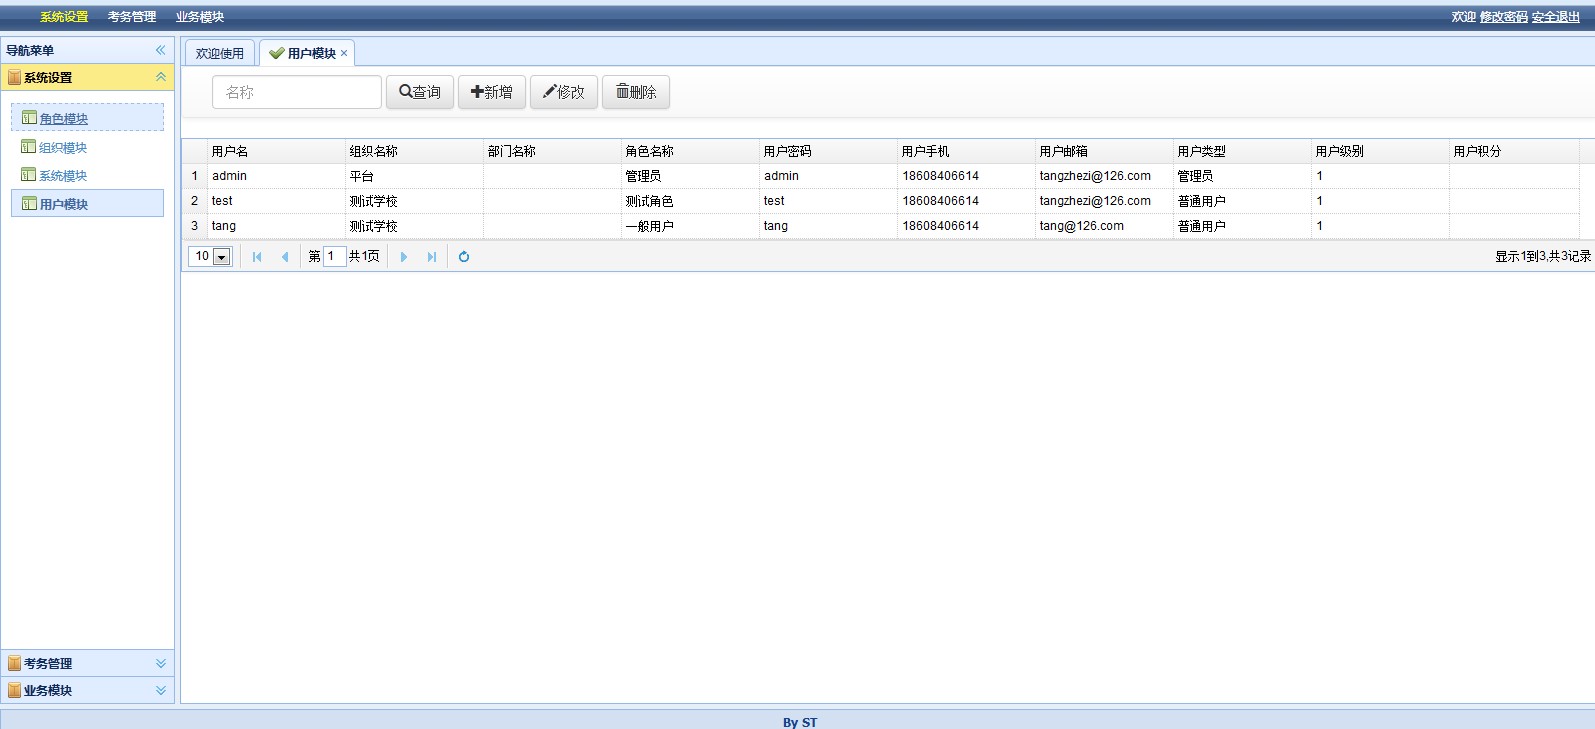 系统设置 考务管理 业务模块 欢迎 修改密码 安全退出
导航菜单
系统设置
角色模块
组织模块
系统模块
用户模块
考务管理
业务模块
欢迎使用 用户模块
名称 查询 新增 修改 删除
用户名 组织名称 部门名称 角色名称 用户密码 用户手机 用户邮箱 用户类型 用户级别 用户积分
1 admin 平台 管理员 admin 18608406614 tangzhezi@126.com 管理员 1
2 test 测试学校 测试角色 test 18608406614 tangzhezi@126.com 普通用户 1
3 tang 测试学校 一般用户 tang 18608406614 tang@126.com 普通用户 1
10 第 1 共1页 显示1到3,共3记录
By ST